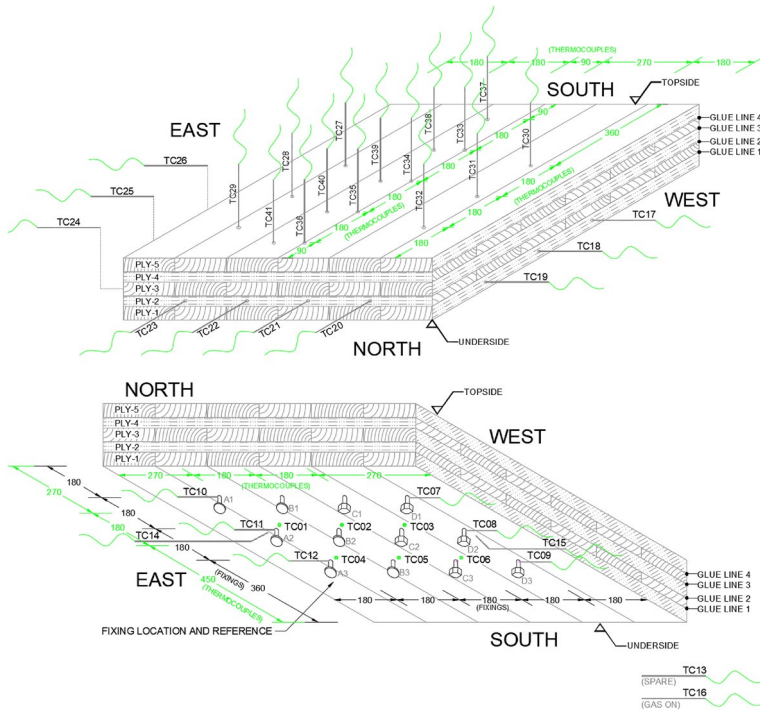 (THERMOCOUPLES)
180
180
90
270
180
SOUTH
TOPSIDE
EAST
TC37
TC38
TC33
TC27
TC28
TC39
TC34
TC30
TC29
TC40
TC35
TC31
TC41
TC36
TC32
90
180
180
180
(THERMOCOUPLES)
90
360
180
180
GLUE LINE 4
GLUE LINE 3
GLUE LINE 2
GLUE LINE 1
WEST
TC26
TC25
TC24
TC17
TC18
TC19
PLY-5
PLY-4
PLY-3
PLY-2
PLY-1
TC23
TC22
TC21
TC20
NORTH
UNDERSIDE
NORTH
TOPSIDE
PLY-5
PLY-4
PLY-3
PLY-2
PLY-1
WEST
270
180
180
270
(THERMOCOUPLES)
180
270
180
180
180
(FIXINGS)
360
450
(THERMOCOUPLES)
TC10
A1
B1
C1
D1
TC07
TC11
TC14
TC01
TC02
TC03
TC08
TC15
A2
B2
C2
D2
TC12
TC04
TC05
TC06
TC09
A3
B3
C3
D3
EAST
180
180
180
180
180
(FIXINGS)
FIXING LOCATION AND REFERENCE
SOUTH
UNDERSIDE
GLUE LINE 4
GLUE LINE 3
GLUE LINE 2
GLUE LINE 1
TC13
(SPARE)
TC16
(GAS ON)